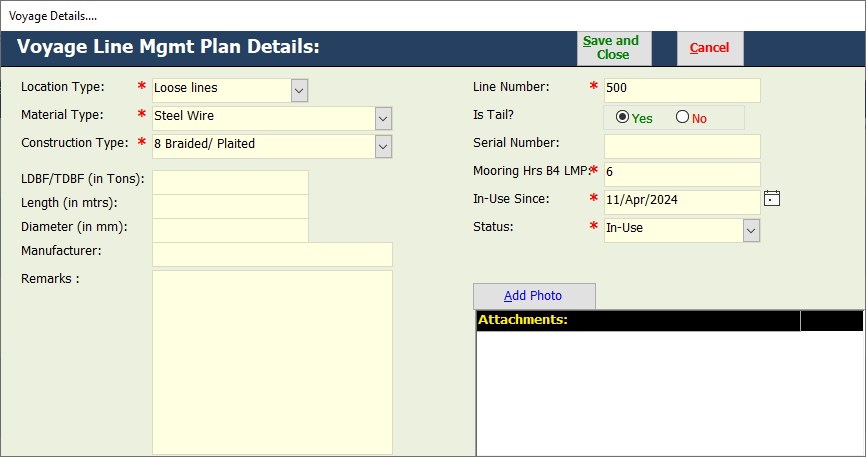 Voyage Details....
Voyage Line Mgmt Plan Details:
Save and
Close
Cancel
Location Type: * Loose lines
Material Type: * Steel Wire
Construction Type: * 8 Braided/ Plaited
LDBF/TDBF (in Tons):
Length (in mtrs):
Diameter (in mm):
Manufacturer:
Remarks :
Line Number: * 500
Is Tail? Yes No
Serial Number:
Mooring Hrs B4 LMP: * 6
In-Use Since: * 11/Apr/2024
Status: * In-Use
Add Photo
Attachments: